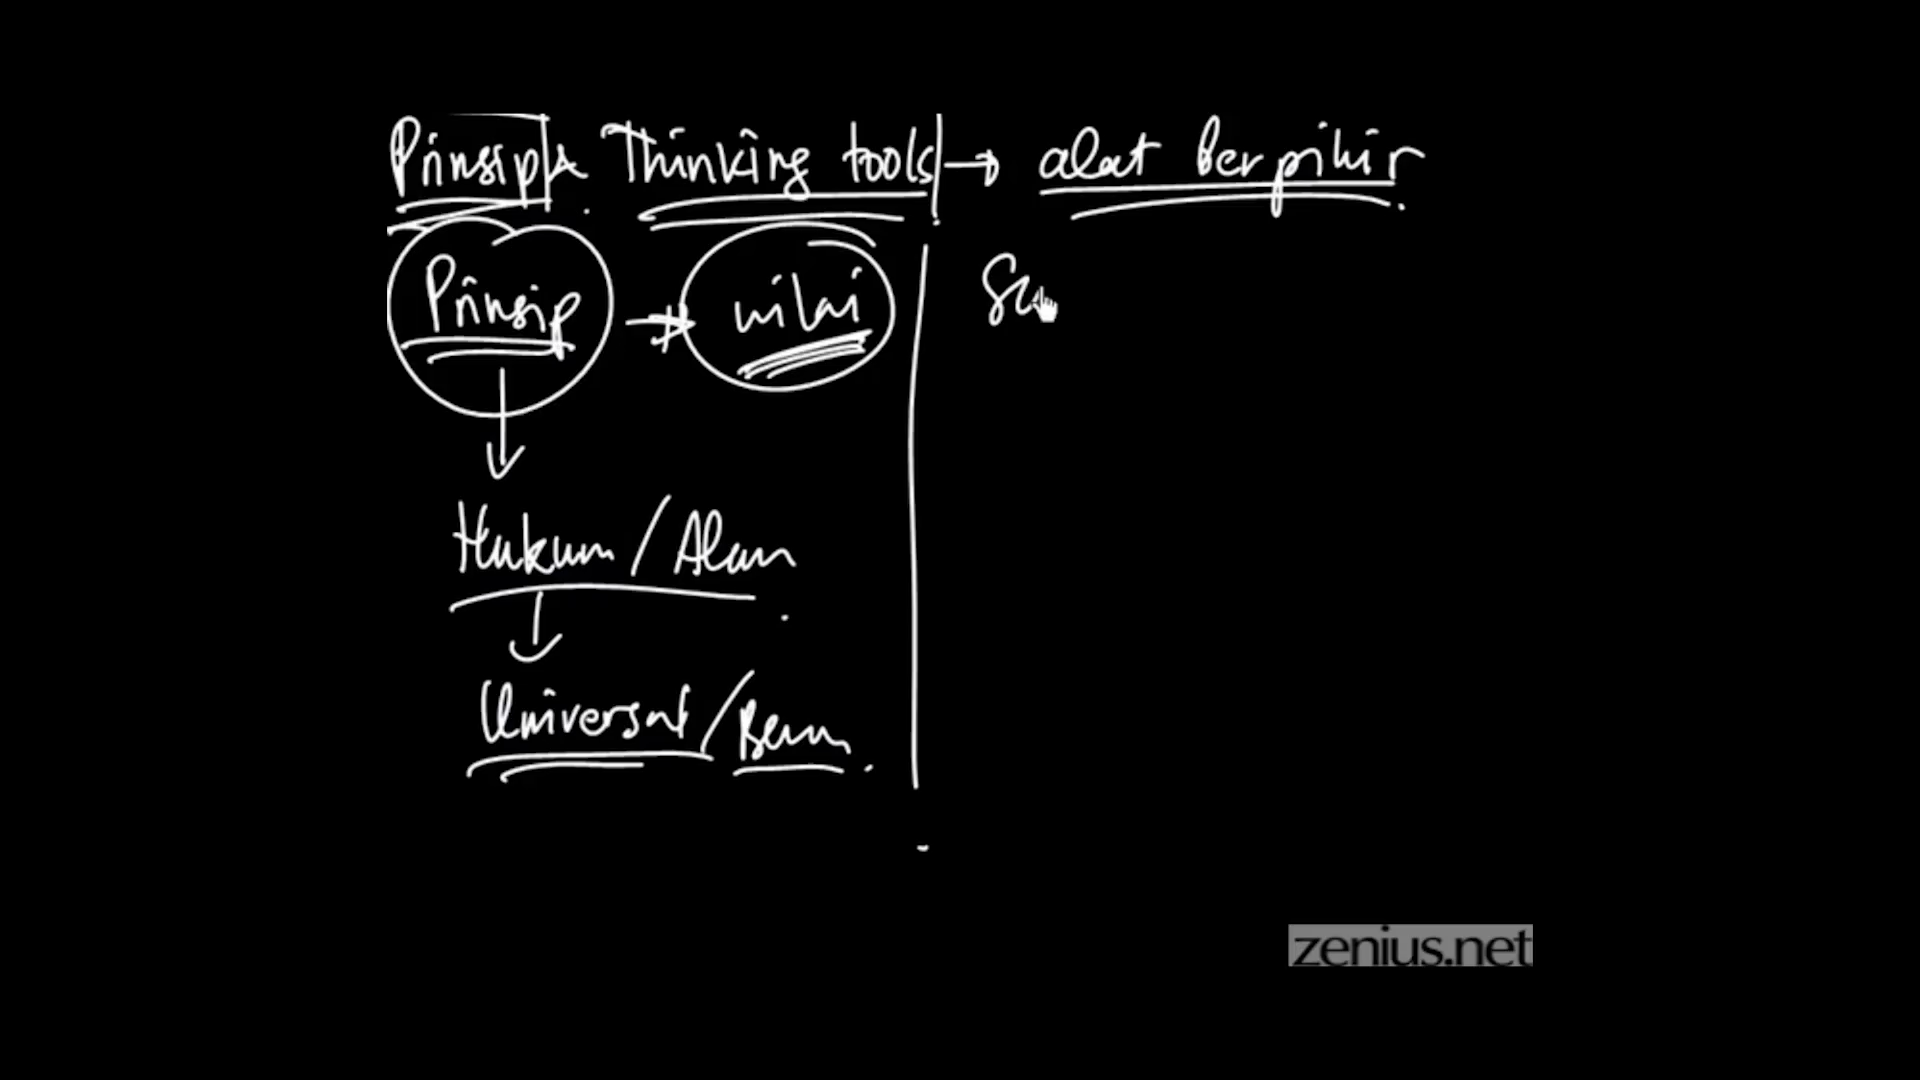 Prinsip Thinking tools → alat berpikir
Prinsip → nilai
Hukum / Alam
Universal / Benar
zenius.net